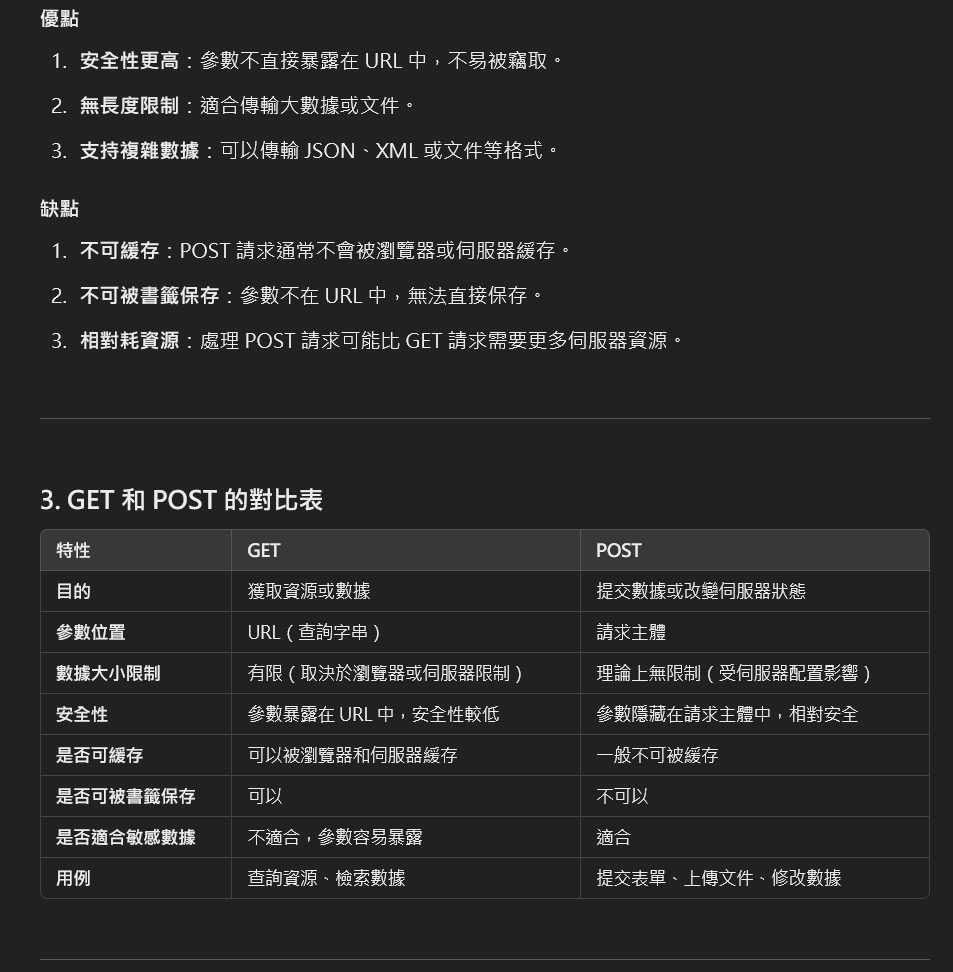 優點
1. 安全性更高：參數不直接暴露在 URL 中，不易被竊取。
2. 無長度限制：適合傳輸大數據或文件。
3. 支持複雜數據：可以傳輸 JSON、XML 或文件等格式。
缺點
1. 不可緩存：POST 請求通常不會被瀏覽器或伺服器緩存。
2. 不可被書籤保存：參數不在 URL 中，無法直接保存。
3. 相對耗資源：處理 POST 請求可能比 GET 請求需要更多伺服器資源。
3. GET 和 POST 的對比表
特性 GET POST
目的 獲取資源或數據 提交數據或改變伺服器狀態
參數位置 URL（查詢字串） 請求主體
數據大小限制 有限（取決於瀏覽器或伺服器限制） 理論上無限制（受伺服器配置影響）
安全性 參數暴露在 URL 中，安全性較低 參數隱藏在請求主體中，相對安全
是否可緩存 可以被瀏覽器和伺服器緩存 一般不可被緩存
是否可被書籤保存 可以 不可以
是否適合敏感數據 不適合，參數容易暴露 適合
用例 查詢資源、檢索數據 提交表單、上傳文件、修改數據